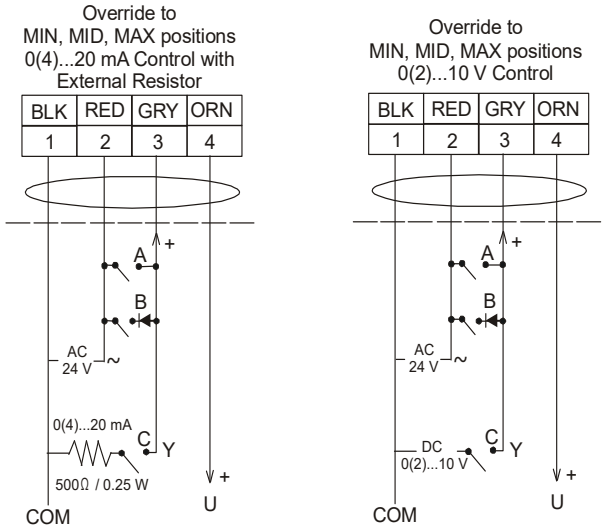 Override to
MIN, MID, MAX positions
0(4)...20 mA Control with
External Resistor
BLK RED GRY ORN
1 2 3 4
+
A
B
AC
24 V ~
0(4)...20 mA
C Y
500Ω / 0.25 W
+
U
COM
Override to
MIN, MID, MAX positions
0(2)...10 V Control
BLK RED GRY ORN
1 2 3 4
+
A
B
AC
24 V ~
DC
0(2)...10 V
C Y
+
U
COM